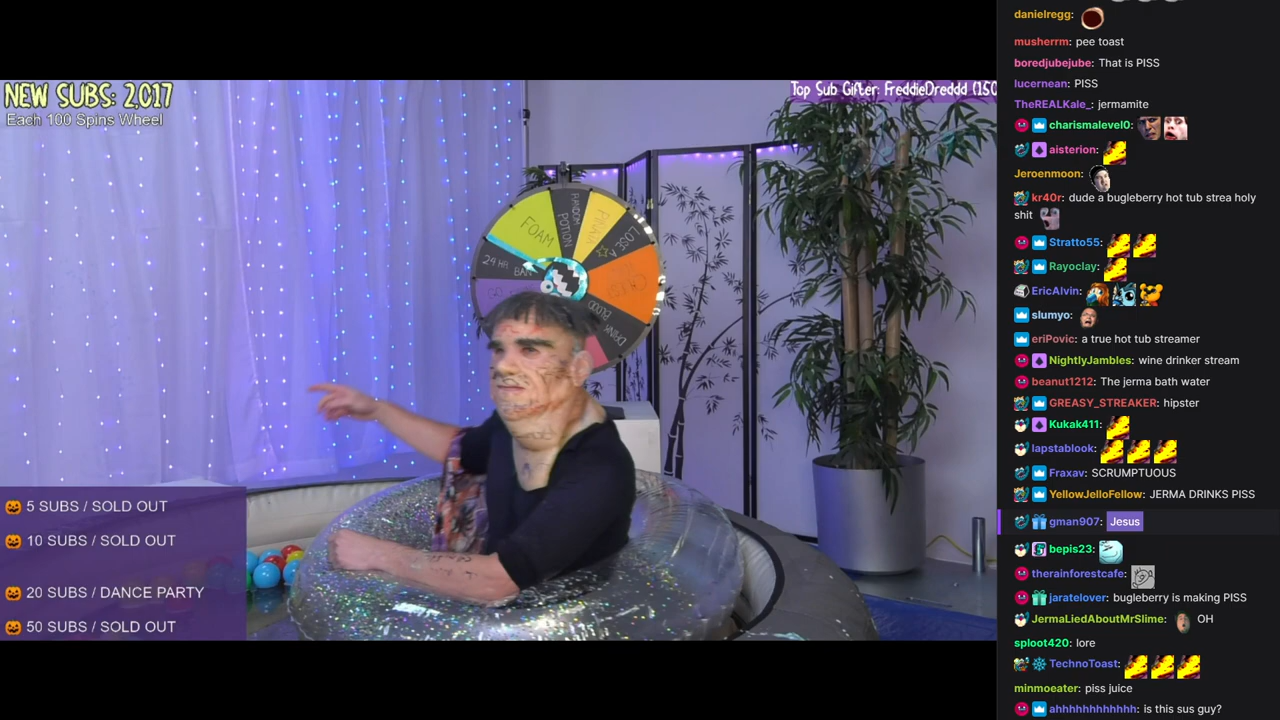 NEW SUBS: 2,017
Each 100 Spins Wheel
Top Sub Gifter: FreddieDreddd (150
FOAM
RANDOM
POTION
LOSE
24 HR
BAN
BLOOD
DRINK
5 SUBS / SOLD OUT
10 SUBS / SOLD OUT
20 SUBS / DANCE PARTY
50 SUBS / SOLD OUT
danielregg:
musherrm: pee toast
boredjubejube: That is PISS
lucernean: PISS
TheREALKale_: jermamite
charismalevel0:
aisterion:
Jeroenmoon:
kr40r: dude a bugleberry hot tub strea holy
shit
Stratto55:
Rayoclay:
EricAlvin:
slumyo:
eriPovic: a true hot tub streamer
NightlyJambles: wine drinker stream
beanut1212: The jerma bath water
GREASY_STREAKER: hipster
Kukak411:
lapstablook:
Fraxav: SCRUMPTUOUS
YellowJelloFellow: JERMA DRINKS PISS
gman907: Jesus
bepis23:
therainforestcafe:
jaratelover: bugleberry is making PISS
JermaLiedAboutMrSlime: OH
sploot420: lore
TechnoToast:
minmoeater: piss juice
ahhhhhhhhhhhh: is this sus guy?